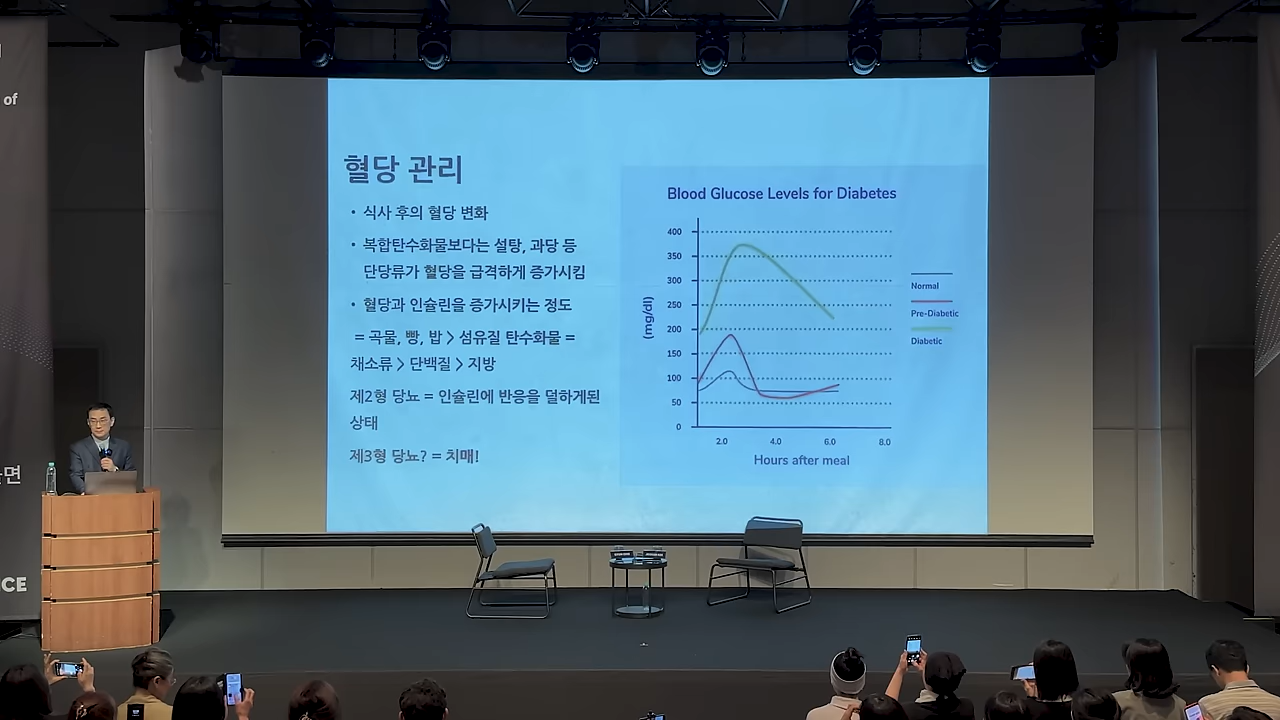 of
면
CE
혈당 관리
• 식사 후의 혈당 변화
• 복합탄수화물보다는 설탕, 과당 등
단당류가 혈당을 급격하게 증가시킴
• 혈당과 인슐린을 증가시키는 정도
= 곡물, 빵, 밥 > 섬유질 탄수화물 =
채소류 > 단백질 > 지방
제2형 당뇨 = 인슐린에 반응을 덜하게된
상태
제3형 당뇨? = 치매!
Blood Glucose Levels for Diabetes
(mg/dl)
400
350
300
250
200
150
100
50
0
2.0 4.0 6.0 8.0
Hours after meal
Normal
Pre-Diabetic
Diabetic